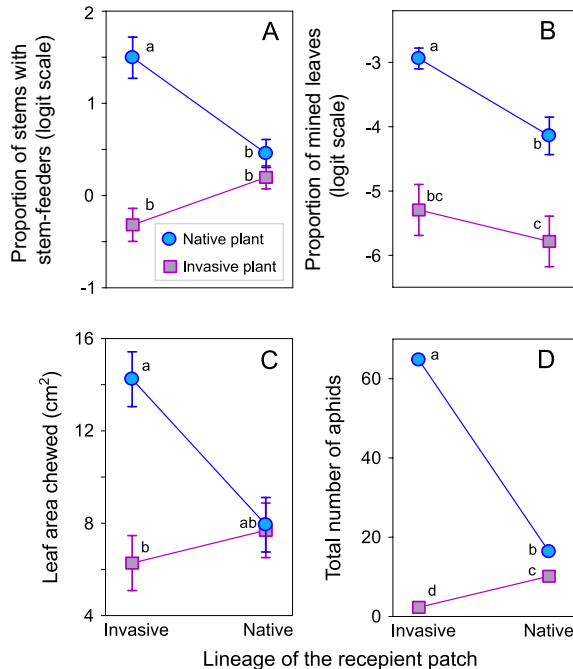 A
Proportion of stems with
stem-feeders (logit scale)
2
1
0
-1
a
b
b
b
Native plant
Invasive plant
B
Proportion of mined leaves
(logit scale)
-3
-4
-5
-6
a
b
bc
c
C
Leaf area chewed (cm²)
16
12
8
4
a
ab
b
Invasive
Native
D
Total number of aphids
60
40
20
0
a
b
c
d
Invasive
Native
Lineage of the recepient patch